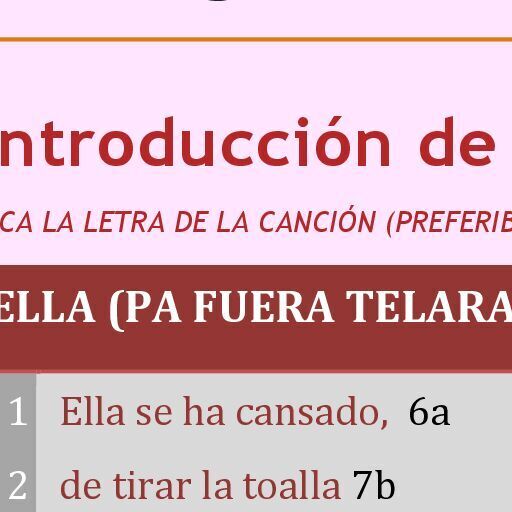 ntroducción de
CA LA LETRA DE LA CANCIÓN (PREFERIB
ELLA (PA FUERA TELARA
1 Ella se ha cansado, 6a
2 de tirar la toalla 7b